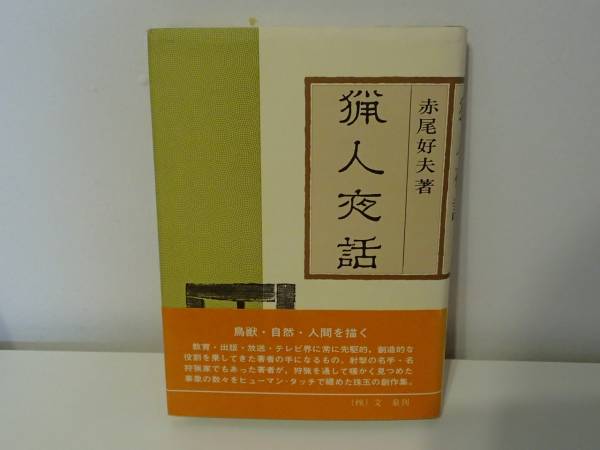 猟人夜話
赤尾好夫著
鳥獣・自然・人間を描く
教育・出版・放送・テレビ界に常に先駆的、創造的な
役割を果してきた著者の手になるもの。射撃の名手・名
狩猟家でもあった著者が、狩猟を通して暖かく見つめた
事象の数々をヒューマン・タッチで纏めた珠玉の創作集。
(株) 文
刊